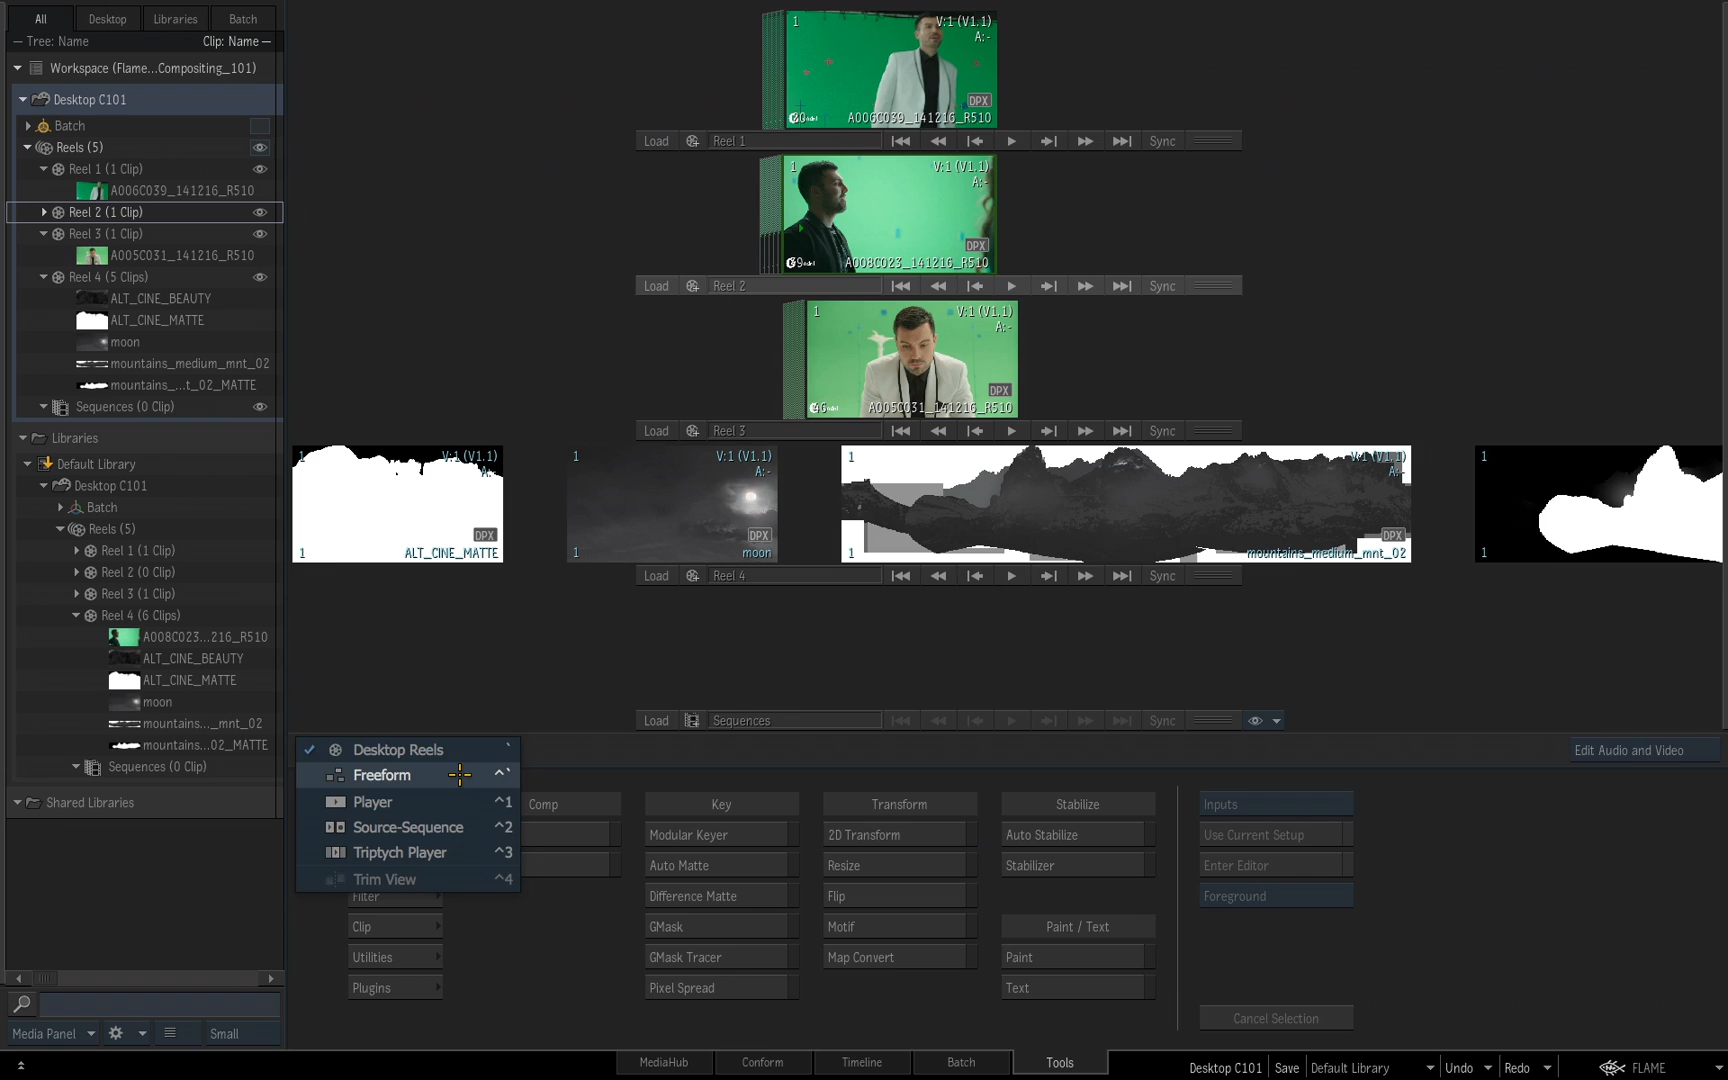 All Desktop Libraries Batch
Tree: Name Clip: Name
Workspace (Flame...Compositing_101)
Desktop C101
Batch
Reels (5)
Reel 1 (1 Clip)
A006C039_141216_R510
Reel 2 (1 Clip)
Reel 3 (1 Clip)
A005C031_141216_R510
Reel 4 (5 Clips)
ALT_CINE_BEAUTY
ALT_CINE_MATTE
moon
mountains_medium_mnt_02
mountains_...t_02_MATTE
Sequences (0 Clip)
Libraries
Default Library
Desktop C101
Batch
Reels (5)
Reel 1 (1 Clip)
Reel 2 (0 Clip)
Reel 3 (1 Clip)
Reel 4 (6 Clips)
A008C023...216_R510
ALT_CINE_BEAUTY
ALT_CINE_MATTE
moon
mountains..._mnt_02
mountains...02_MATTE
Sequences (0 Clip)
Shared Libraries
Media Panel Small
1 V:1 (V1.1)
A:-
DPX
A006C039_141216_R510
Load Reel 1 Sync
1 V:1 (V1.1)
A:-
DPX
A008C023_141216_R510
Load Reel 2 Sync
1 V:1 (V1.1)
A:-
DPX
A005C031_141216_R510
Load Reel 3 Sync
1 V:1 (V1.1)
A:-
DPX
1 ALT_CINE_MATTE
1 V:1 (V1.1)
A:-
DPX
1 moon
1 V:1 (V1.1)
A:-
DPX
1 mountains_medium_mnt_02
1
1
Load Reel 4 Sync
Load Sequences Sync
✓ Desktop Reels `
Freeform ^`
Player ^1
Source-Sequence ^2
Triptych Player ^3
Trim View ^4
Edit Audio and Video
Filter
Clip
Utilities
Plugins
Comp
Key
Modular Keyer
Auto Matte
Difference Matte
GMask
GMask Tracer
Pixel Spread
Transform
2D Transform
Resize
Flip
Motif
Map Convert
Stabilize
Auto Stabilize
Stabilizer
Paint / Text
Paint
Text
Inputs
Use Current Setup
Enter Editor
Foreground
Cancel Selection
MediaHub Conform Timeline Batch Tools
Desktop C101 Save Default Library Undo Redo FLAME